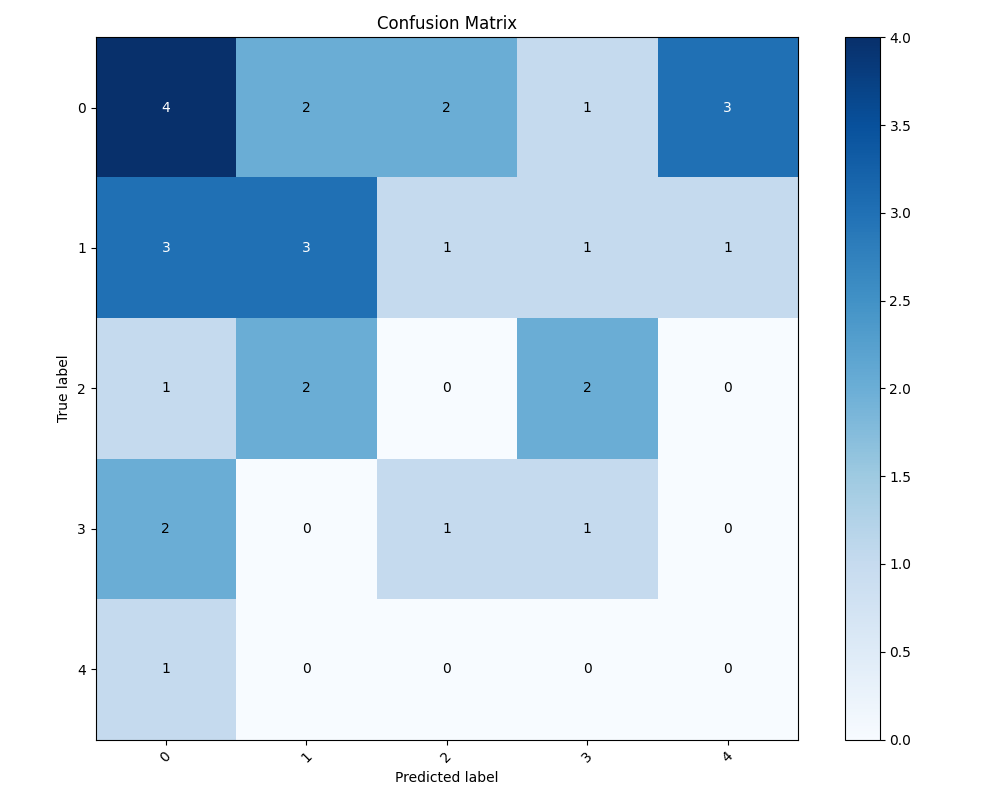 Confusion Matrix
0 4 2 2 1 3
1 3 3 1 1 1
2 1 2 0 2 0
3 2 0 1 1 0
4 1 0 0 0 0
0 1 2 3 4
True label
Predicted label
4.0
3.5
3.0
2.5
2.0
1.5
1.0
0.5
0.0